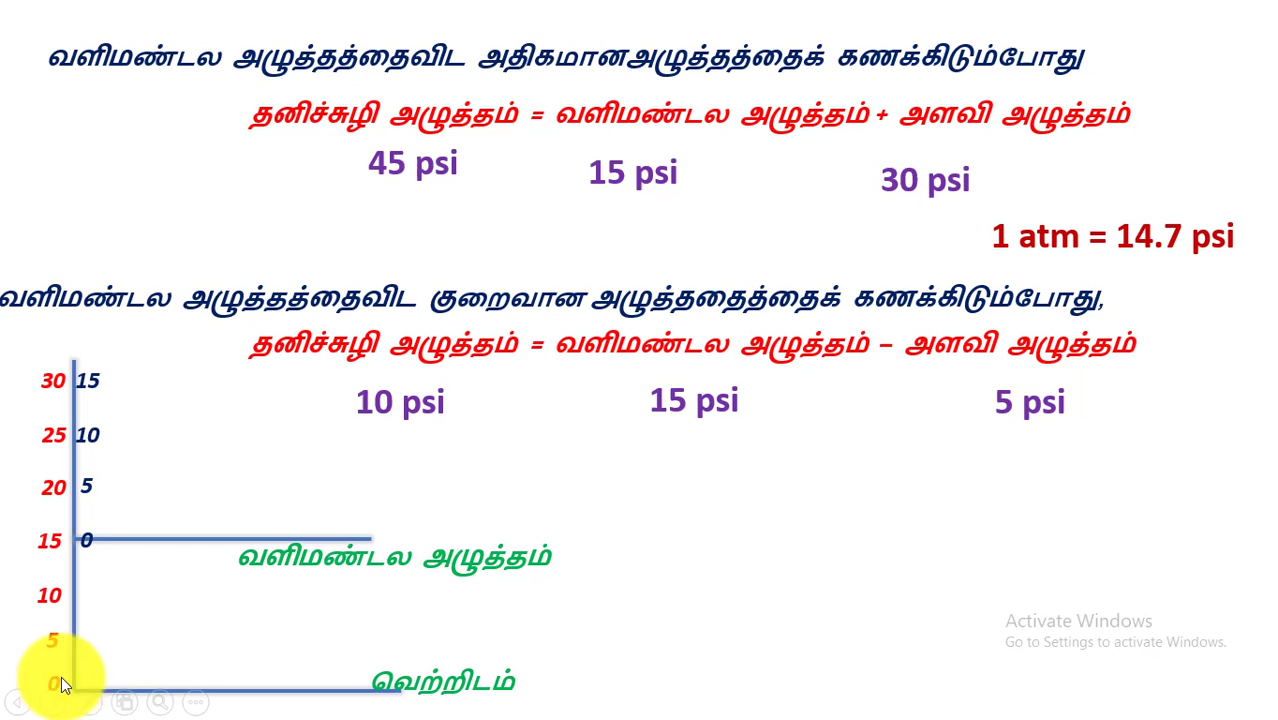 வளிமண்டல அழுத்தத்தைவிட அதிகமானஅழுத்தத்தைக் கணக்கிடும்போது
தனிச்சுழி அழுத்தம் = வளிமண்டல அழுத்தம் + அளவி அழுத்தம்
45 psi 15 psi 30 psi
1 atm = 14.7 psi
வளிமண்டல அழுத்தத்தைவிட குறைவான அழுத்ததைத்தைக் கணக்கிடும்போது,
தனிச்சுழி அழுத்தம் = வளிமண்டல அழுத்தம் – அளவி அழுத்தம்
10 psi 15 psi 5 psi
30 15
25 10
20 5
15 0
வளிமண்டல அழுத்தம்
10
5
0 வெற்றிடம்
Activate Windows
Go to Settings to activate Windows.